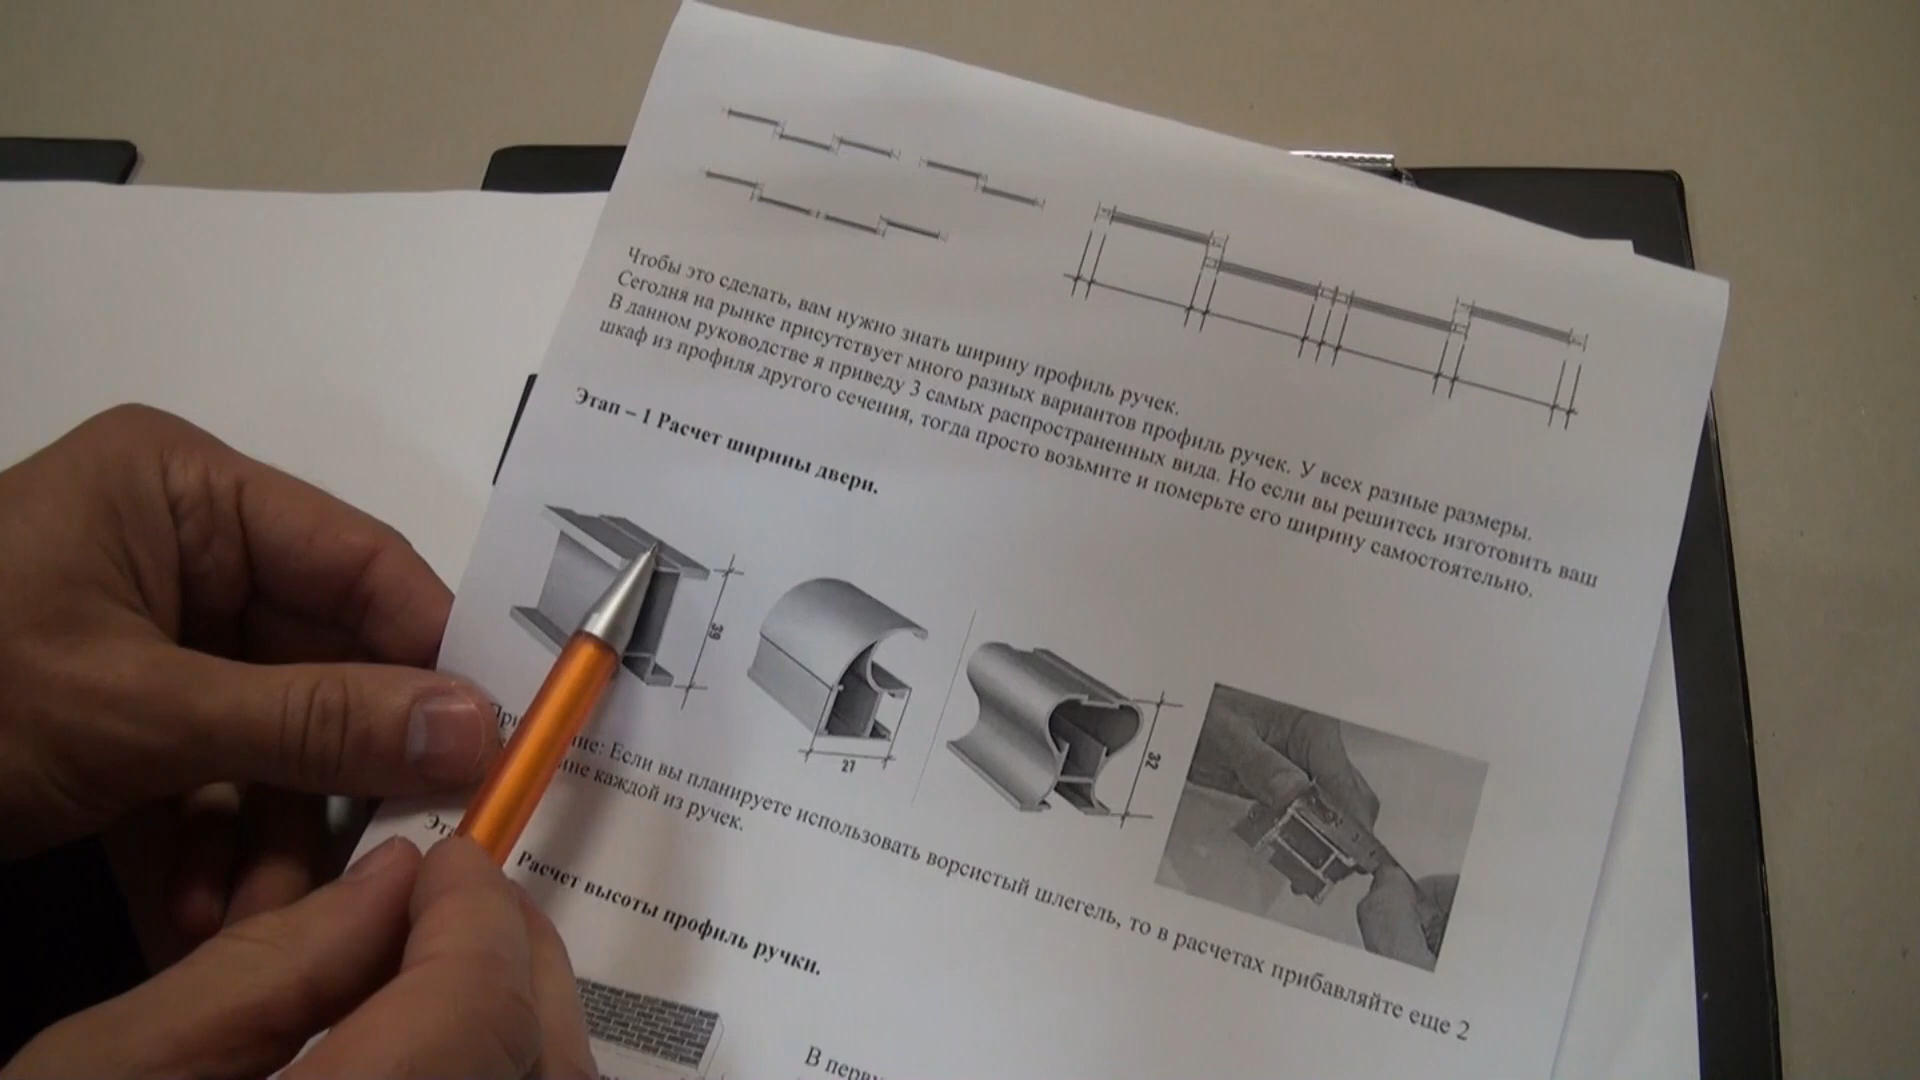 Чтобы это сделать, вам нужно знать ширину профиль ручек.
Сегодня на рынке присутствует много разных вариантов профиль ручек. У всех разные размеры.
В данном руководстве я приведу 3 самых распространенных вида. Но если вы решитесь изготовить ваш
шкаф из профиля другого сечения, тогда просто возьмите и померьте его ширину самостоятельно.
Этап – 1 Расчет ширины двери.
39
27
32
Если вы планируете использовать ворсистый шлегель, то в расчетах прибавляйте еще 2
каждой из ручек.
Расчет высоты профиль ручки.
В